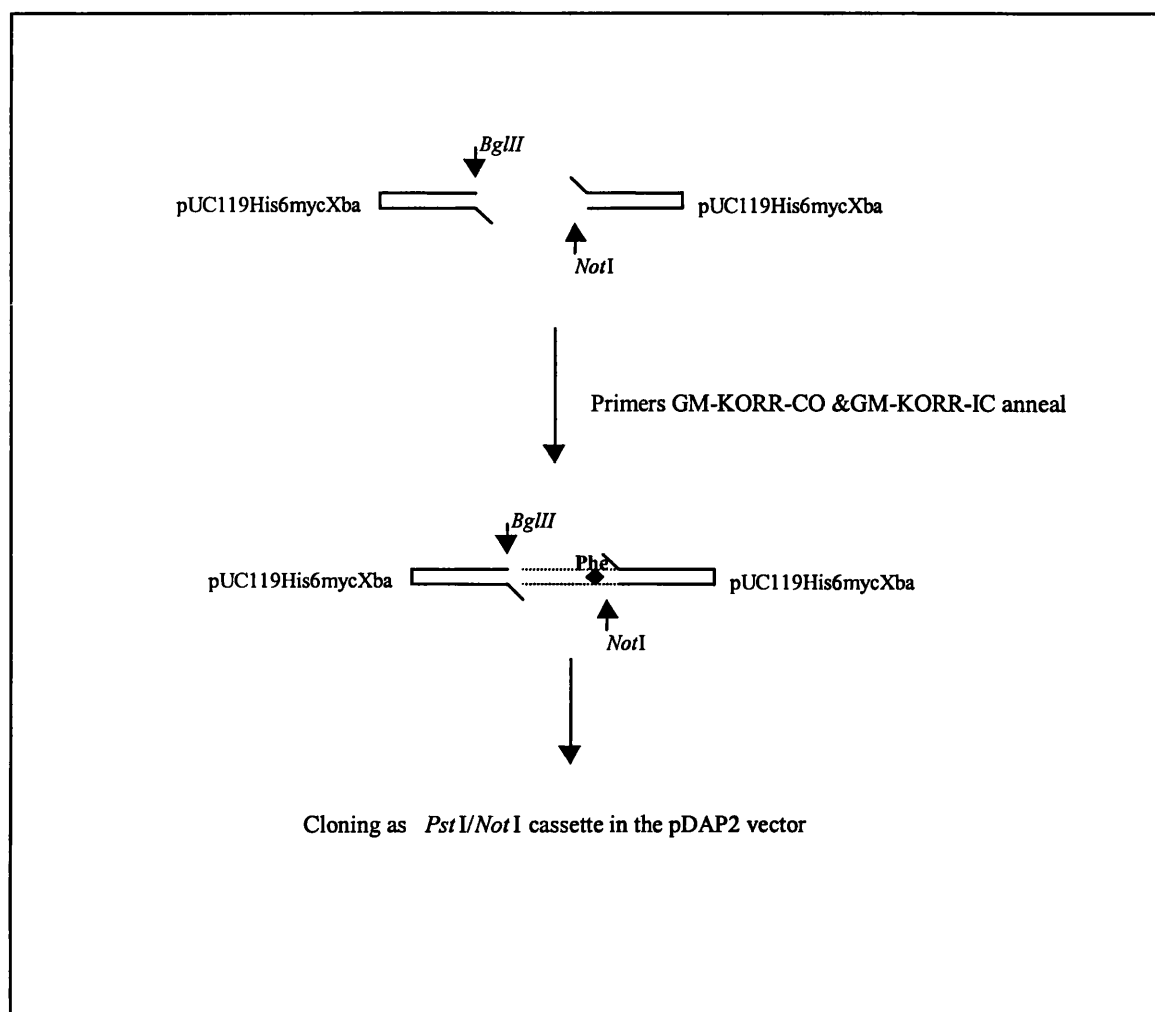 BglII
pUC119His6mycXba
pUC119His6mycXba
NotI
Primers GM-KORR-CO &GM-KORR-IC anneal
BglII
Phe
pUC119His6mycXba
pUC119His6mycXba
NotI
Cloning as PstI/NotI cassette in the pDAP2 vector